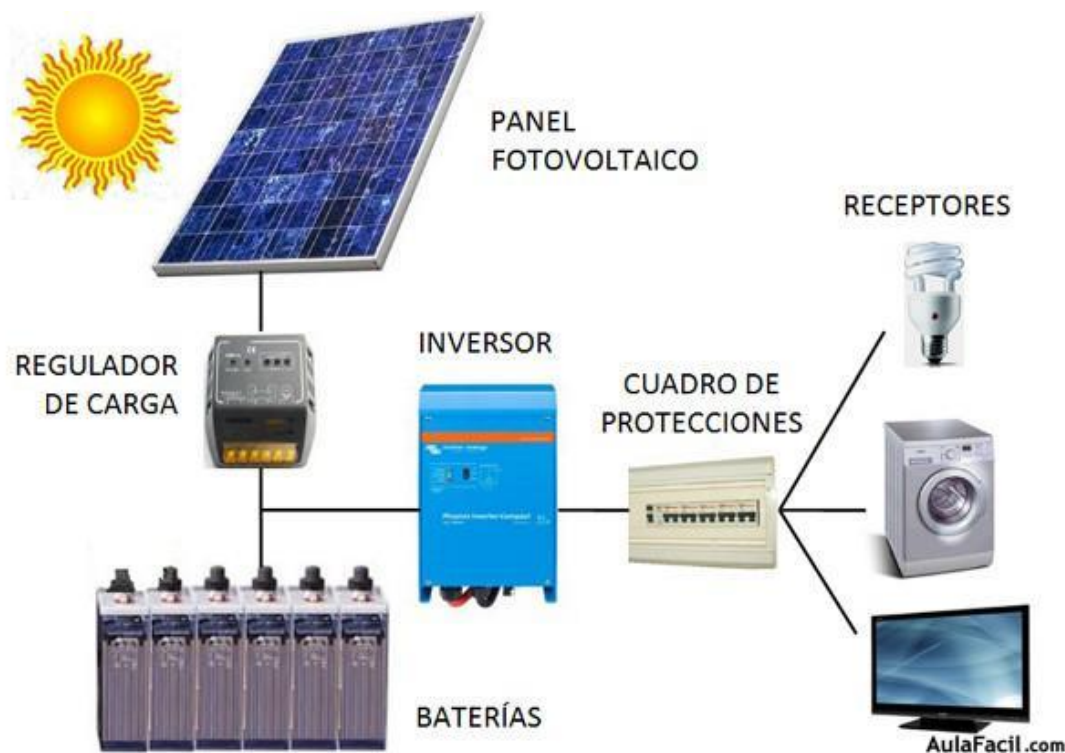 PANEL
FOTOVOLTAICO
RECEPTORES
REGULADOR
DE CARGA
INVERSOR
CUADRO DE
PROTECCIONES
BATERÍAS
AulaFacil.com